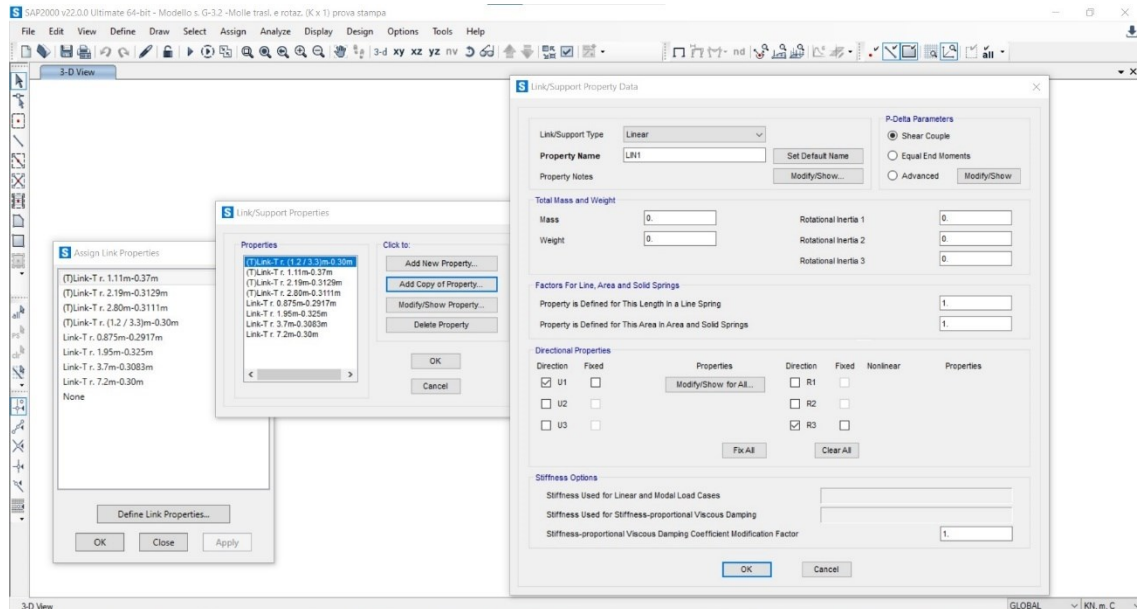 SAP2000 v22.0.0 Ultimate 64-bit - Modello s. G-3.2 -Molle trasl. e rotaz. (K x 1) prova stampa
File Edit View Define Draw Select Assign Analyze Display Design Options Tools Help
3-d xy xz yz nv nd all
3-D View
Assign Link Properties
(T)Link-T r. 1.11m-0.37m
(T)Link-T r. 2.19m-0.3129m
(T)Link-T r. 2.80m-0.3111m
(T)Link-T r. (1.2 / 3.3)m-0.30m
Link-T r. 0.875m-0.2917m
Link-T r. 1.95m-0.325m
Link-T r. 3.7m-0.3083m
Link-T r. 7.2m-0.30m
None
Define Link Properties...
OK Close Apply
Link/Support Properties
Properties
(T)Link-T r. (1.2 / 3.3)m-0.30m
(T)Link-T r. 1.11m-0.37m
(T)Link-T r. 2.19m-0.3129m
(T)Link-T r. 2.80m-0.3111m
Link-T r. 0.875m-0.2917m
Link-T r. 1.95m-0.325m
Link-T r. 3.7m-0.3083m
Link-T r. 7.2m-0.30m
Click to:
Add New Property...
Add Copy of Property...
Modify/Show Property...
Delete Property
OK
Cancel
Link/Support Property Data
Link/Support Type Linear
Property Name LIN1 Set Default Name
Property Notes Modify/Show...
P-Delta Parameters
Shear Couple
Equal End Moments
Advanced Modify/Show
Total Mass and Weight
Mass 0. Rotational Inertia 1 0.
Weight 0. Rotational Inertia 2 0.
Rotational Inertia 3 0.
Factors For Line, Area and Solid Springs
Property is Defined for This Length In a Line Spring 1.
Property is Defined for This Area In Area and Solid Springs 1.
Directional Properties
Direction Fixed Properties Direction Fixed Nonlinear Properties
U1 Modify/Show for All... R1
U2 R2
U3 R3
Fix All Clear All
Stiffness Options
Stiffness Used for Linear and Modal Load Cases
Stiffness Used for Stiffness-proportional Viscous Damping
Stiffness-proportional Viscous Damping Coefficient Modification Factor 1.
OK Cancel
3-D View GLOBAL KN, m, C